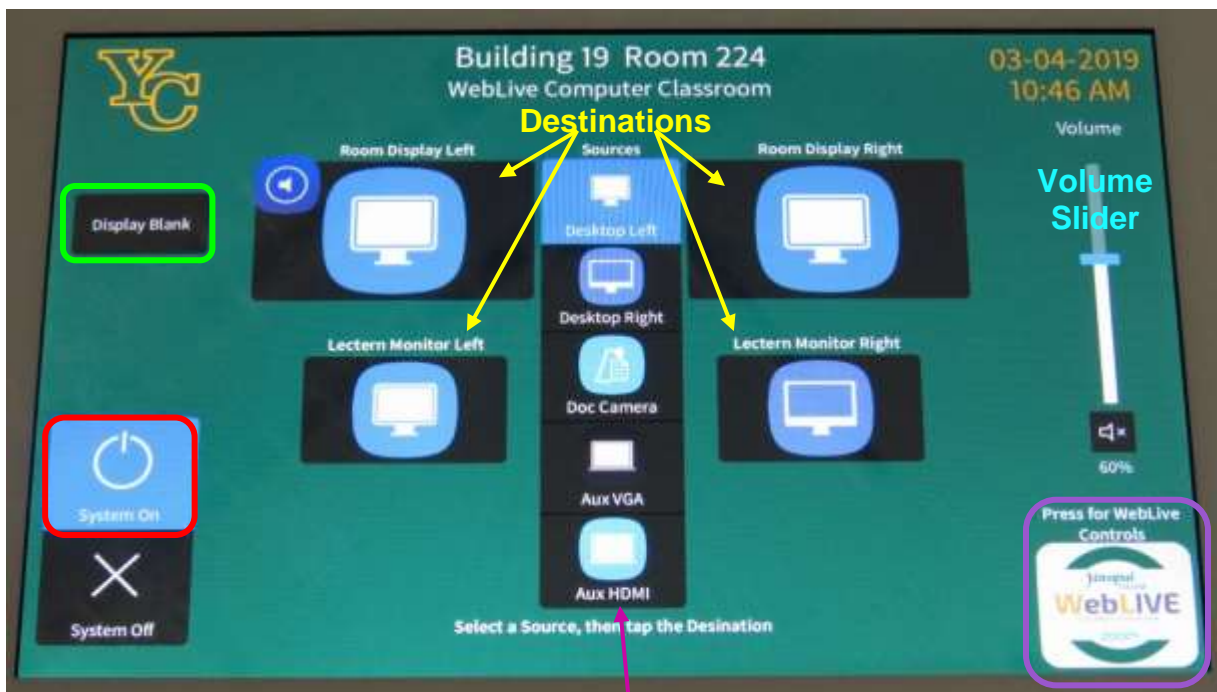 YC
Building 19 Room 224
WebLive Computer Classroom
03-04-2019
10:46 AM
Destinations
Volume
Room Display Left
Sources
Room Display Right
Volume
Slider
Display Blank
Desktop Left
Desktop Right
Lectern Monitor Left
Lectern Monitor Right
Doc Camera
60%
Aux VGA
System On
Press for WebLive
Controls
Aux HDMI
WebLIVE
System Off
Select a Source, then tap the Desination